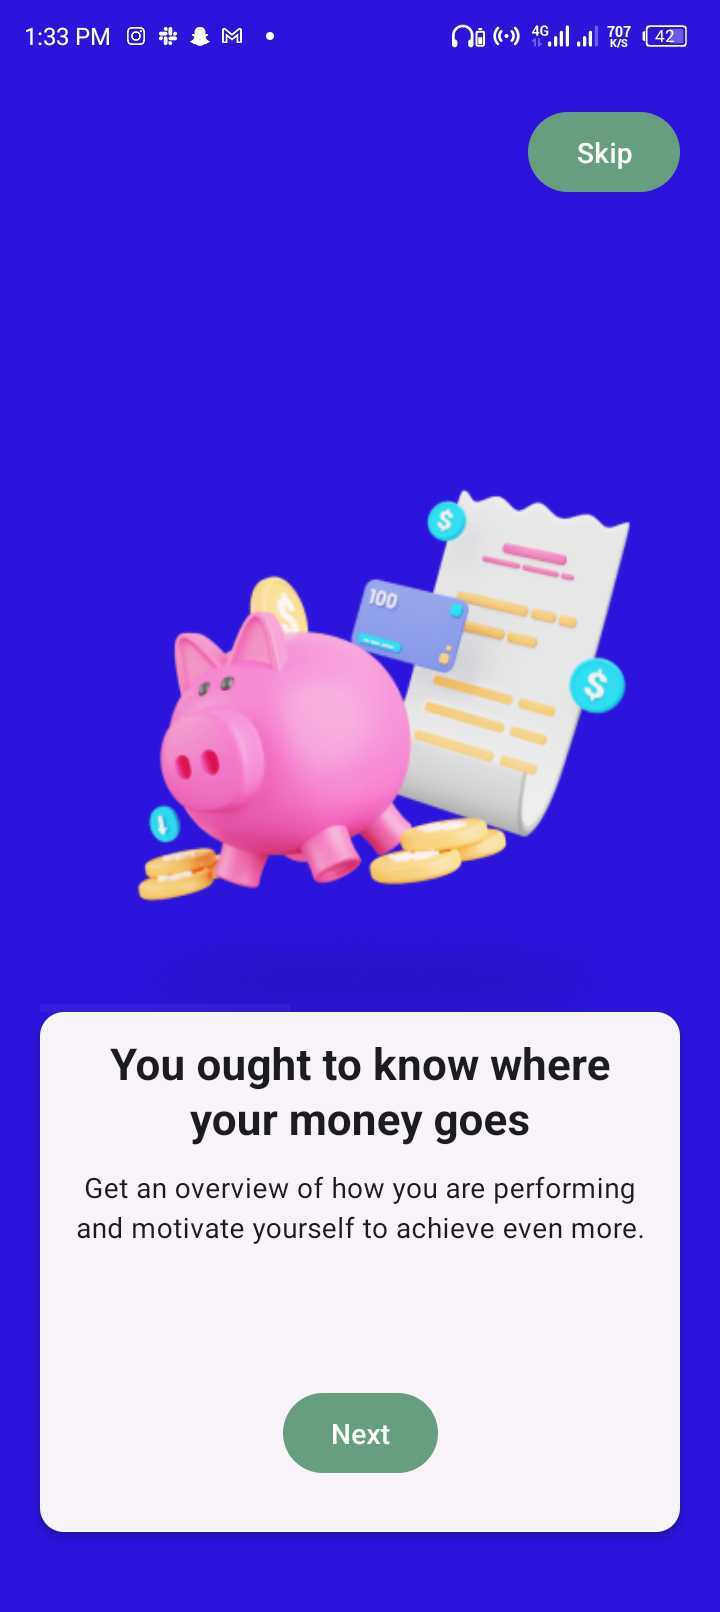 1:33 PM
4G
707
K/S
42
Skip
$
100
$
$
You ought to know where
your money goes
Get an overview of how you are performing
and motivate yourself to achieve even more.
Next